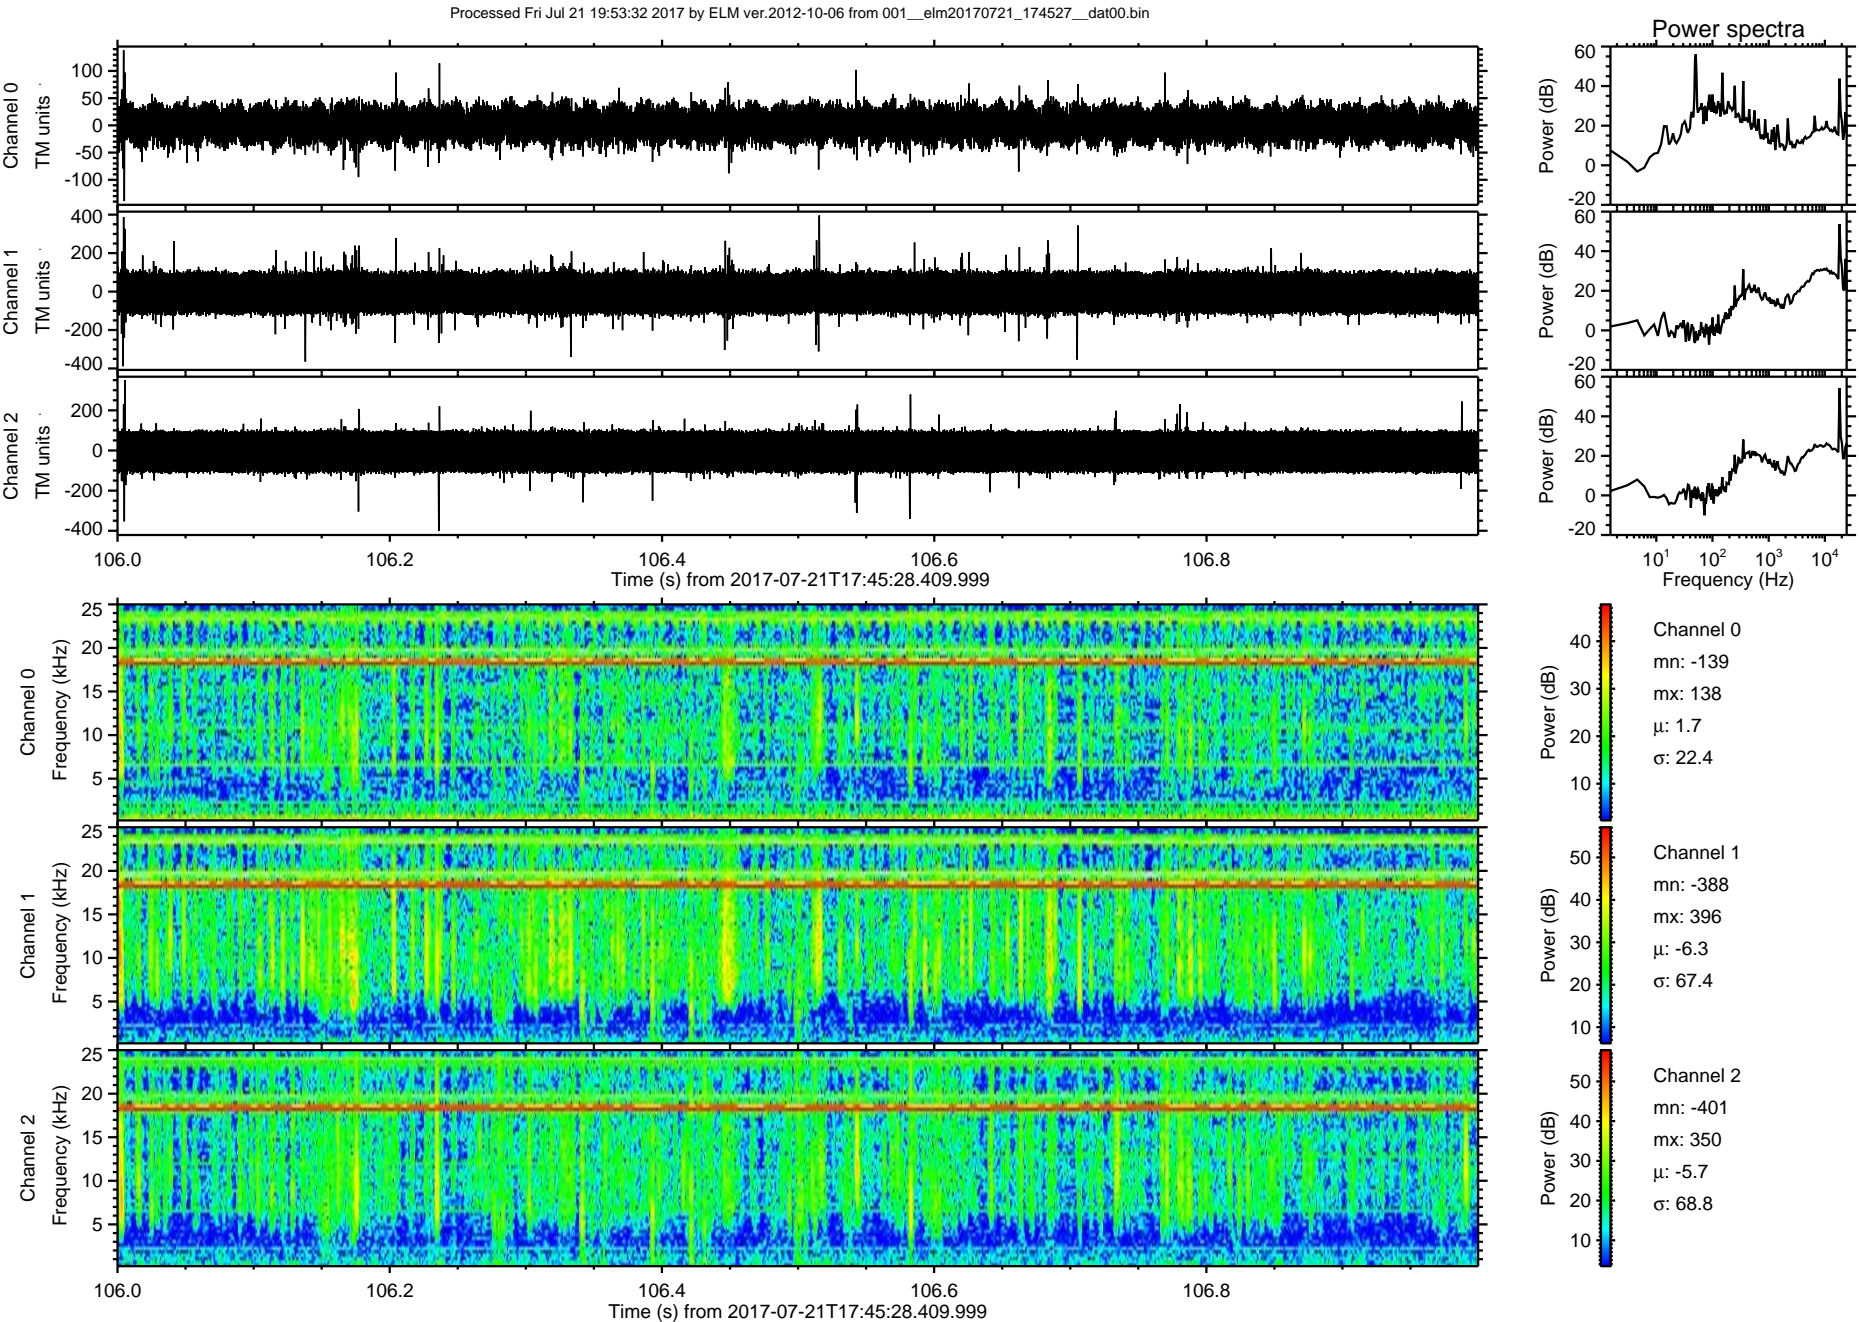 Processed Fri Jul 21 19:53:32 2017 by ELM ver.2012-10-06 from 001__elm20170721_174527__dat00.bin
Power spectra
Channel 0
TM units
100
50
0
-50
-100
Power (dB)
60
40
20
0
-20
Channel 1
TM units
400
200
0
-200
-400
Power (dB)
60
40
20
0
-20
Channel 2
TM units
200
0
-200
-400
Power (dB)
60
40
20
0
-20
106.0 106.2 106.4 106.6 106.8
Time (s) from 2017-07-21T17:45:28.409.999
10^1 10^2 10^3 10^4
Frequency (Hz)
Channel 0
Frequency (kHz)
25
20
15
10
5
Power (dB)
40
30
20
10
Channel 0
mn: -139
mx: 138
μ: 1.7
σ: 22.4
Channel 1
Frequency (kHz)
25
20
15
10
5
Power (dB)
50
40
30
20
10
Channel 1
mn: -388
mx: 396
μ: -6.3
σ: 67.4
Channel 2
Frequency (kHz)
25
20
15
10
5
Power (dB)
50
40
30
20
10
Channel 2
mn: -401
mx: 350
μ: -5.7
σ: 68.8
106.0 106.2 106.4 106.6 106.8
Time (s) from 2017-07-21T17:45:28.409.999